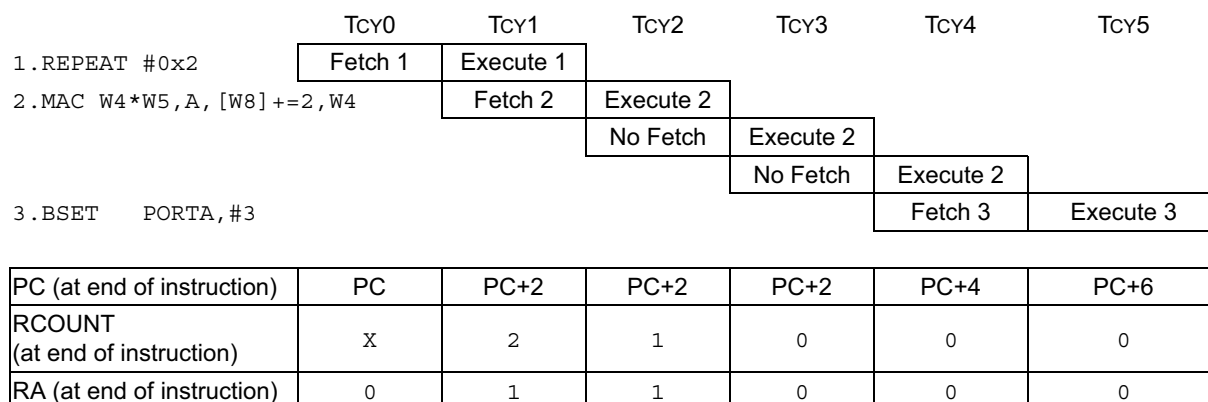 TCY0 TCY1 TCY2 TCY3 TCY4 TCY5
1.REPEAT #0x2 Fetch 1 Execute 1
2.MAC W4*W5,A,[W8]+=2,W4 Fetch 2 Execute 2
No Fetch Execute 2
No Fetch Execute 2
3.BSET PORTA,#3 Fetch 3 Execute 3
PC (at end of instruction) PC PC+2 PC+2 PC+2 PC+4 PC+6
RCOUNT
(at end of instruction) X 2 1 0 0 0
RA (at end of instruction) 0 1 1 0 0 0